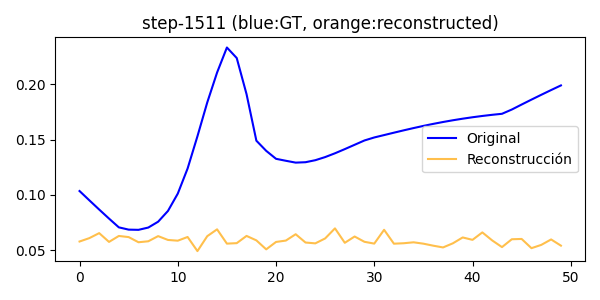 step-1511 (blue:GT, orange:reconstructed)
0.20
0.15
0.10
0.05
Original
Reconstrucción
0 10 20 30 40 50